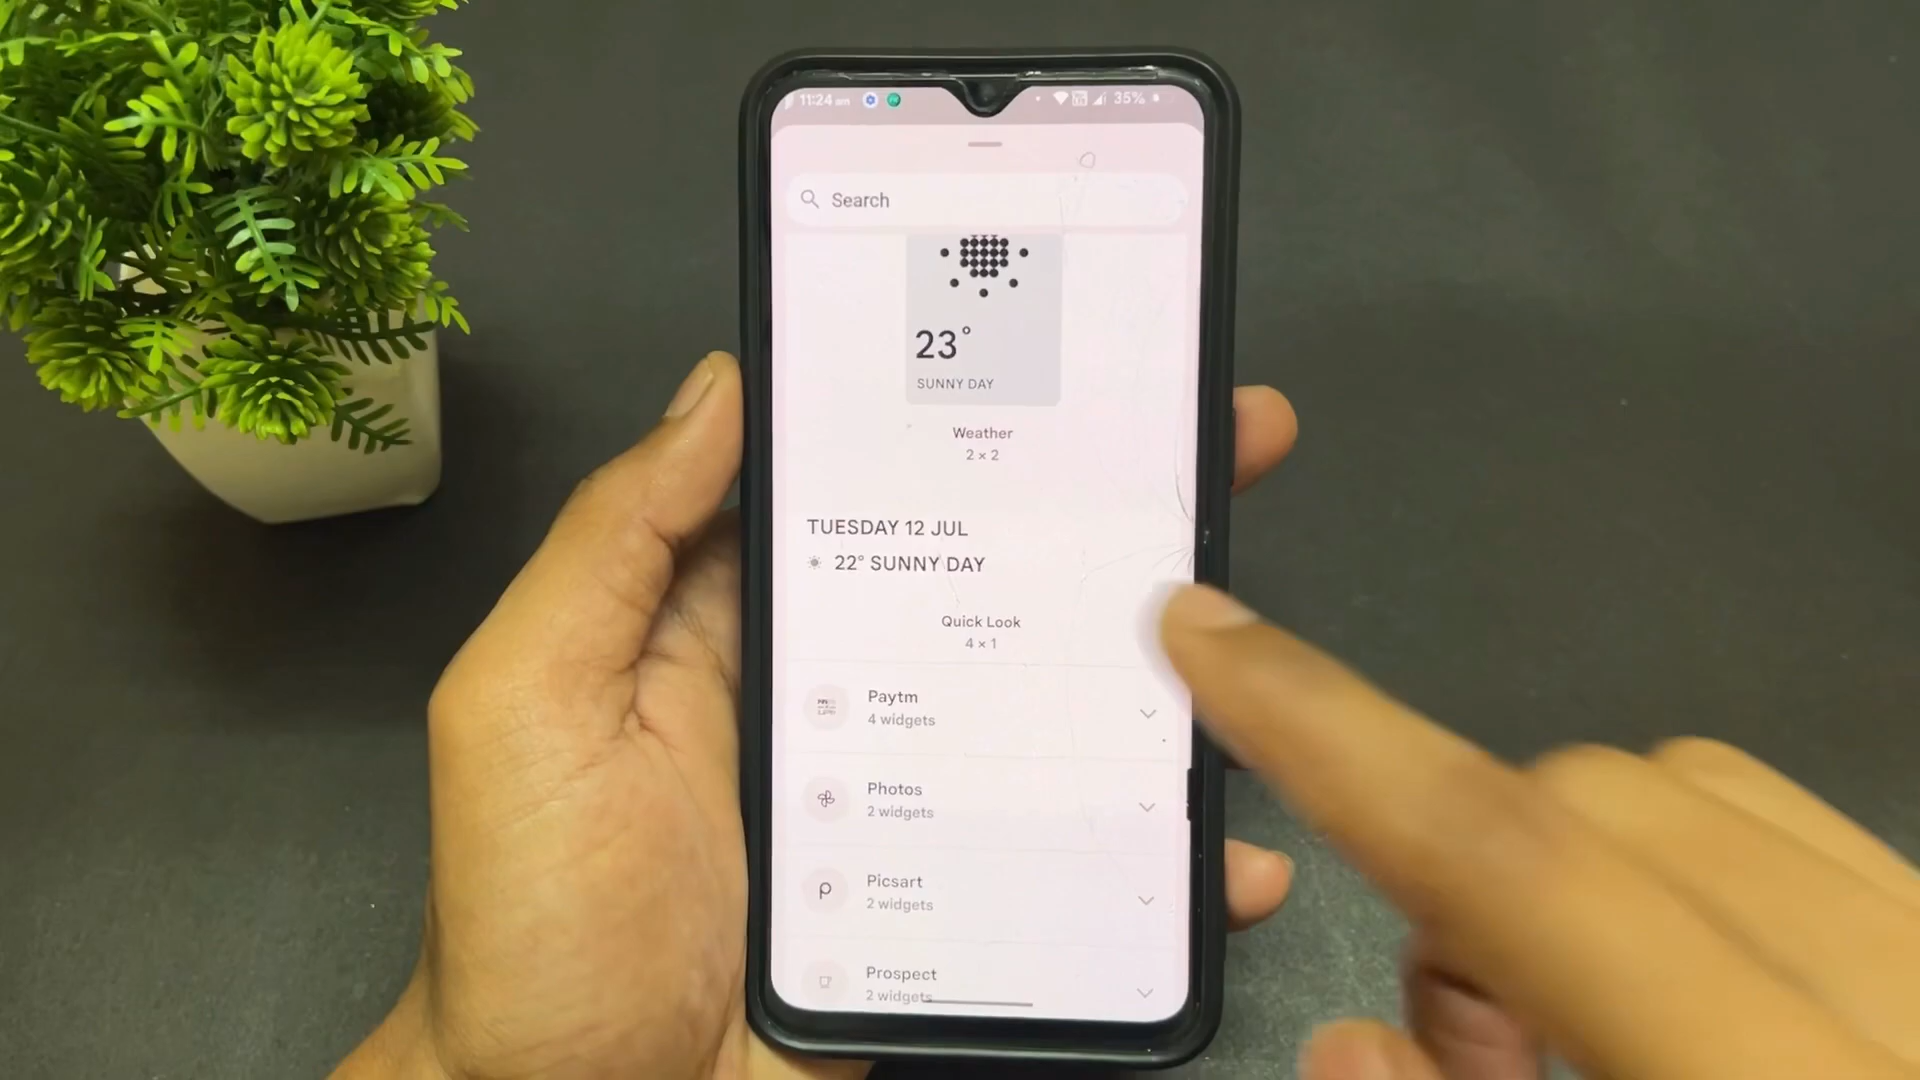 11:24 am
35%
Search
23°
SUNNY DAY
Weather
2 × 2
TUESDAY 12 JUL
22° SUNNY DAY
Quick Look
4 × 1
Paytm
4 widgets
Photos
2 widgets
Picsart
2 widgets
Prospect
2 widgets